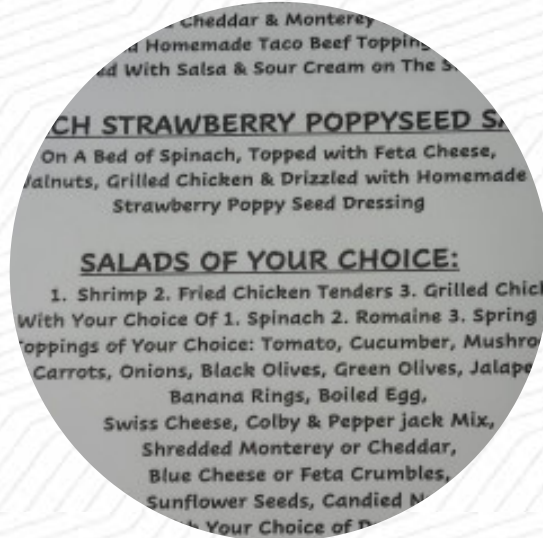 Cheddar & Monterey
Homemade Taco Beef
With Salsa & Sour Cream on The
STRAWBERRY POPPYSEED
On A Bed of Spinach, Topped with Feta Cheese,
Grilled Chicken & Drizzled with Homemade
Strawberry Poppy Seed Dressing
SALADS OF YOUR CHOICE:
1. Shrimp 2. Fried Chicken Tenders 3. Grilled
With Your Choice Of 1. Spinach 2. Romaine 3. Spring
of Your Choice: Tomato, Cucumber,
Carrots, Onions, Black Olives, Green Olives,
Banana Rings, Boiled Egg,
Swiss Cheese, Colby & Pepper jack Mix,
Shredded Monterey or Cheddar,
Blue Cheese or Feta Crumbles,
Sunflower Seeds, Candied
Your Choice of